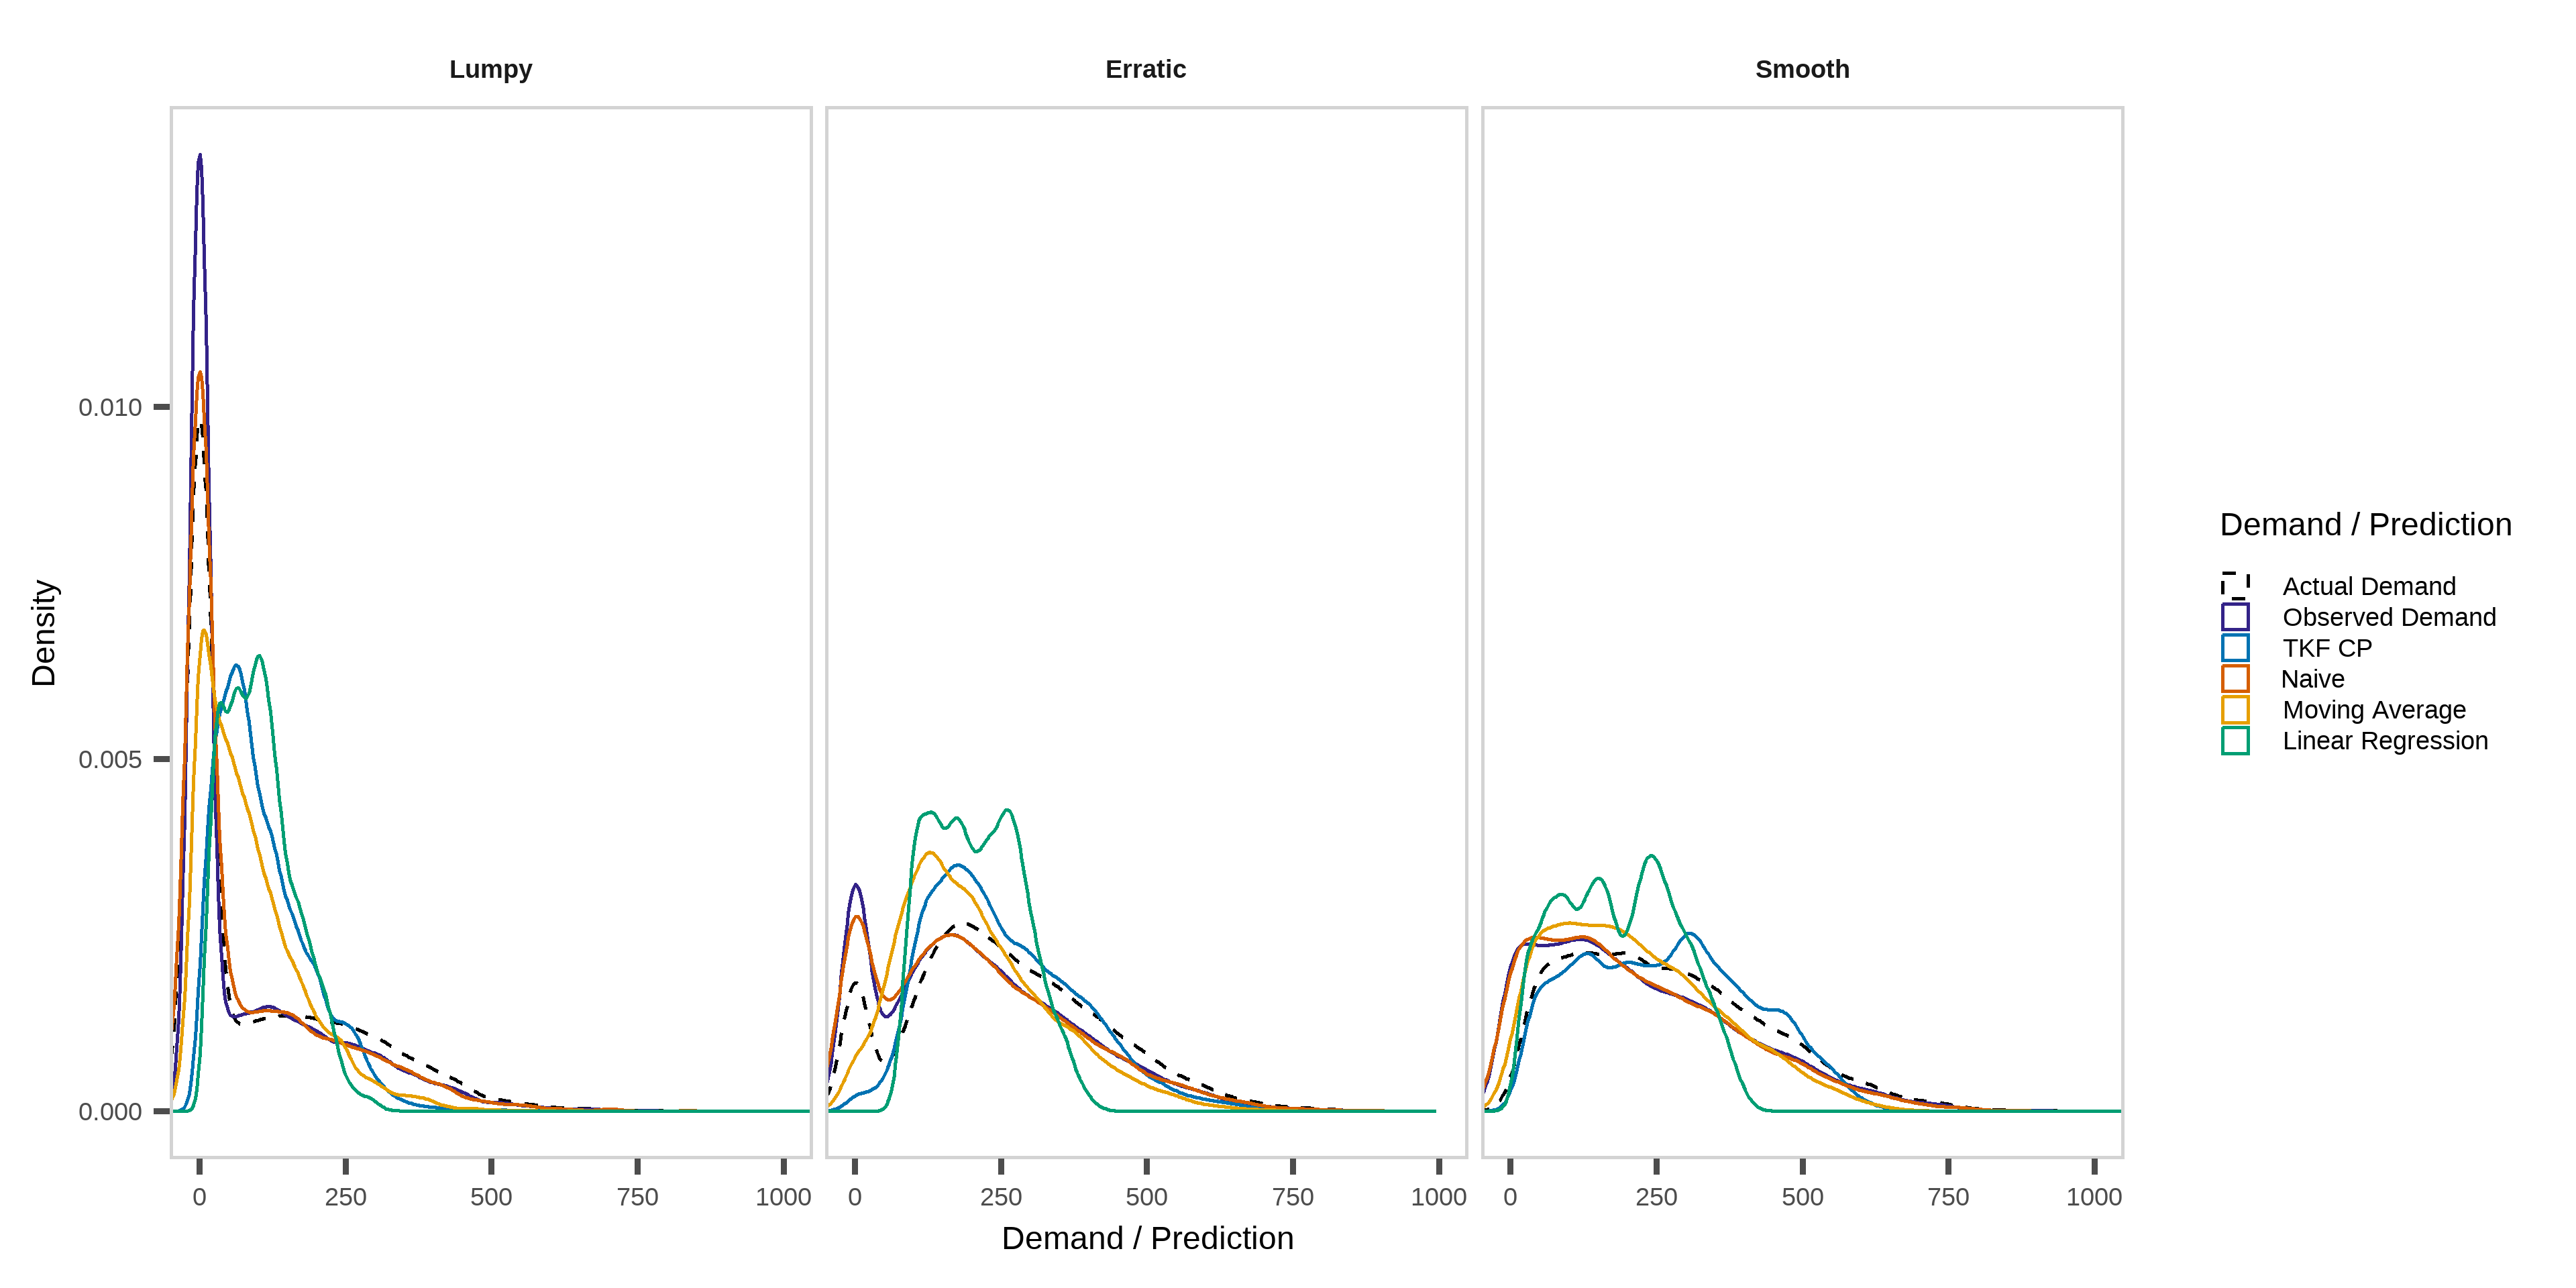 Lumpy
Erratic
Smooth
Density
0.010
0.005
0.000
0 250 500 750 1000
0 250 500 750 1000
0 250 500 750 1000
Demand / Prediction
Demand / Prediction
Actual Demand
Observed Demand
TKF CP
Naive
Moving Average
Linear Regression